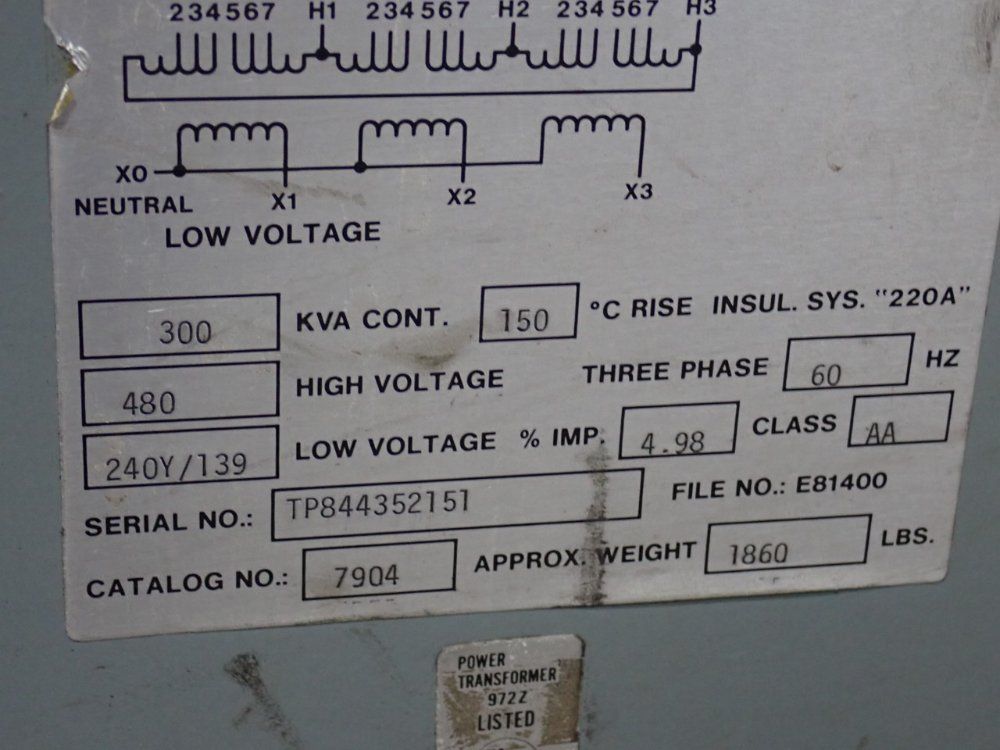 234567 H1 234567 H2 234567 H3
X0
NEUTRAL X1 X2 X3
LOW VOLTAGE
300 KVA CONT. 150 °C RISE INSUL. SYS. "220A"
480 HIGH VOLTAGE THREE PHASE 60 HZ
240Y/139 LOW VOLTAGE % IMP. 4.98 CLASS AA
SERIAL NO.: TP844352151 FILE NO.: E81400
CATALOG NO.: 7904 APPROX. WEIGHT 1860 LBS.
POWER
TRANSFORMER
972Z
LISTED